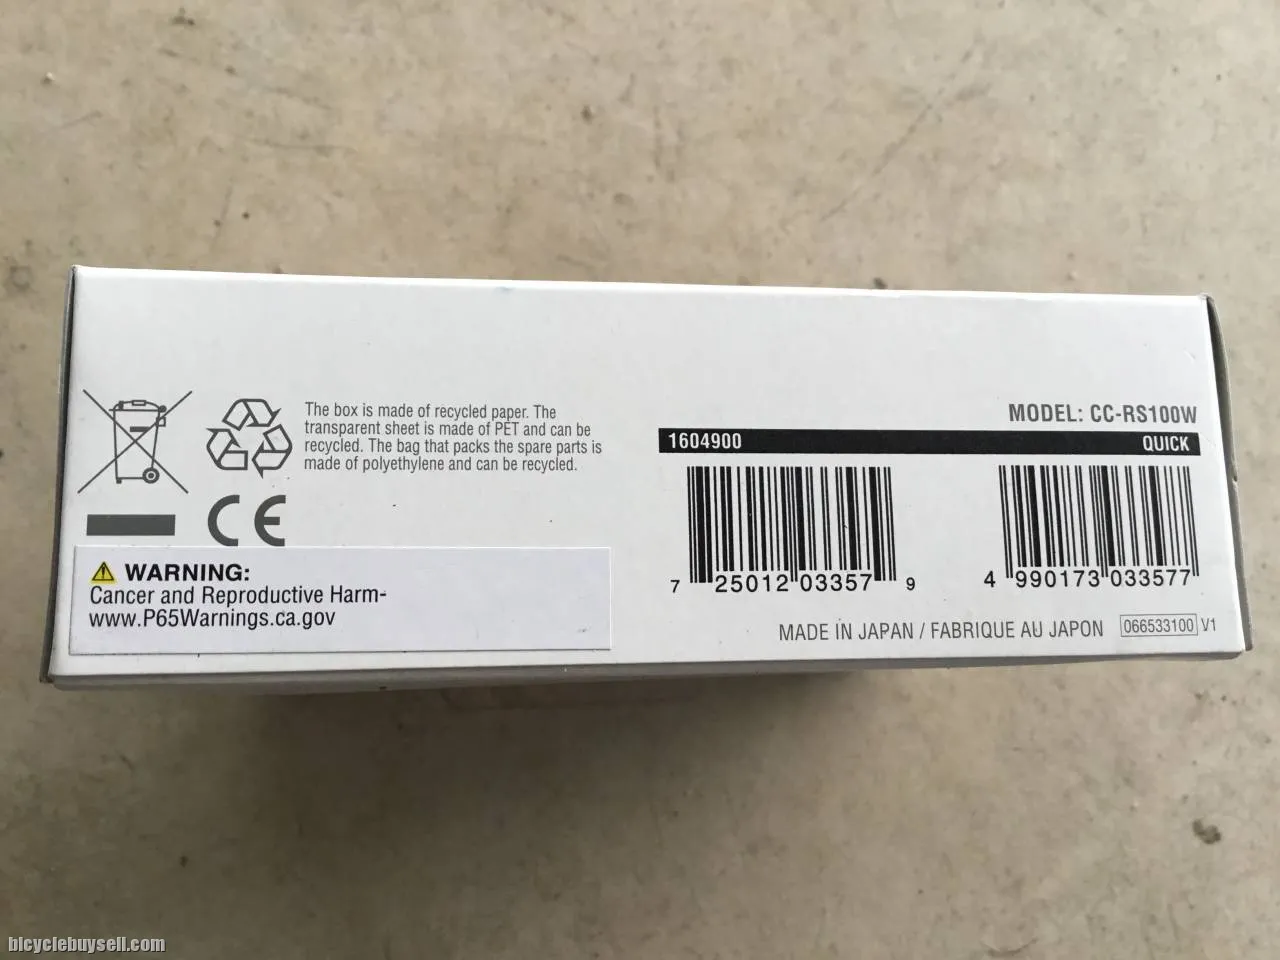 The box is made of recycled paper. The
transparent sheet is made of PET and can be
recycled. The bag that packs the spare parts is
made of polyethylene and can be recycled.
CE
WARNING:
Cancer and Reproductive Harm-
www.P65Warnings.ca.gov
MODEL: CC-RS100W
1604900 QUICK
7 25012 03357 9
4 990173 033577
MADE IN JAPAN / FABRIQUE AU JAPON 066533100 V1
bicyclebuysell.com